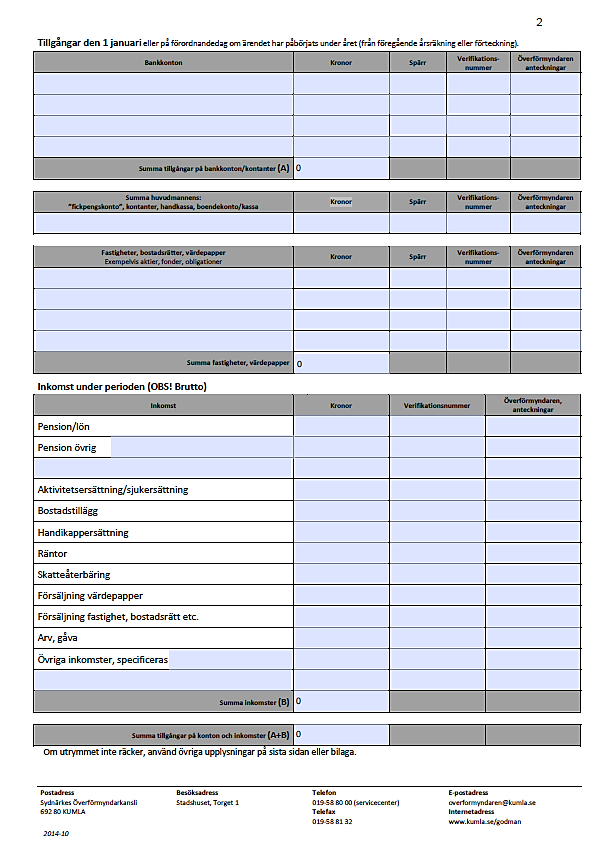 2
Tillgångar den 1 januari eller på förordnandedag om ärendet har påbörjats under året (från föregående årsräkning eller förteckning).
Bankkonton Kronor Spärr Verifikations- Överförmyndaren
nummer anteckningar
Summa tillgångar på bankkonton/kontanter (A) 0
Summa huvudmannens: Kronor Spärr Verifikations- Överförmyndaren
"fickpengskonto", kontanter, handkassa, boendekonto/kassa nummer anteckningar
Fastigheter, bostadsrätter, värdepapper Kronor Spärr Verifikations- Överförmyndaren
Exempelvis aktier, fonder, obligationer nummer anteckningar
Summa fastigheter, värdepapper 0
Inkomst under perioden (OBS! Brutto)
Inkomst Kronor Verifikationsnummer Överförmyndaren,
anteckningar
Pension/lön
Pension övrig
Aktivitetsersättning/sjukersättning
Bostadstillägg
Handikappersättning
Räntor
Skatteåterbäring
Försäljning värdepapper
Försäljning fastighet, bostadsrätt etc.
Arv, gåva
Övriga inkomster, specificeras
Summa inkomster (B) 0
Summa tillgångar på konton och inkomster (A+B) 0
Om utrymmet inte räcker, använd övriga upplysningar på sista sidan eller bilaga.
Postadress Besöksadress Telefon E-postadress
Sydnärkes Överförmyndarkansli Stadshuset, Torget 1 019-58 80 00 (servicecenter) overformyndaren@kumla.se
692 80 KUMLA Telefax Internetadress
019-58 81 32 www.kumla.se/godman
2014-10